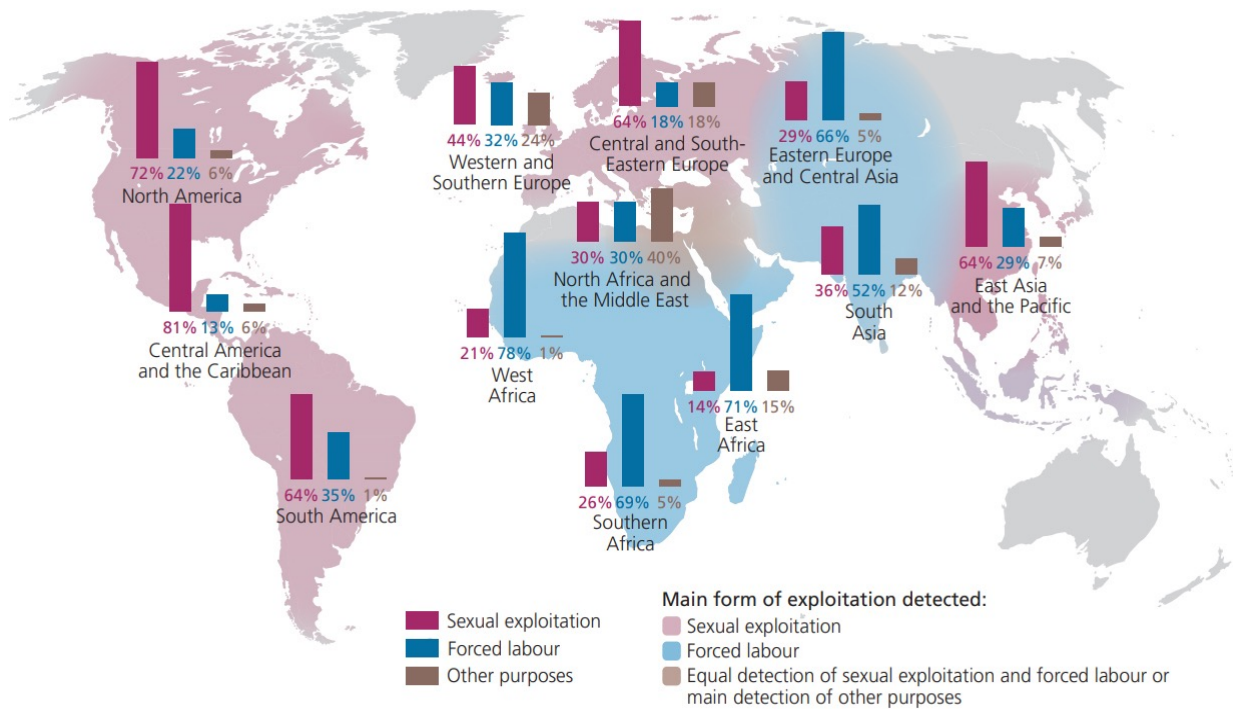 72% 22% 6%
North America
81% 13% 6%
Central America
and the Caribbean
64% 35% 1%
South America
44% 32% 24%
Western and
Southern Europe
64% 18% 18%
Central and South-
Eastern Europe
29% 66% 5%
Eastern Europe
and Central Asia
30% 30% 40%
North Africa and
the Middle East
21% 78% 1%
West
Africa
14% 71% 15%
East
Africa
26% 69% 5%
Southern
Africa
36% 52% 12%
South
Asia
64% 29% 7%
East Asia
and the Pacific
Sexual exploitation
Forced labour
Other purposes
Main form of exploitation detected:
Sexual exploitation
Forced labour
Equal detection of sexual exploitation and forced labour or
main detection of other purposes